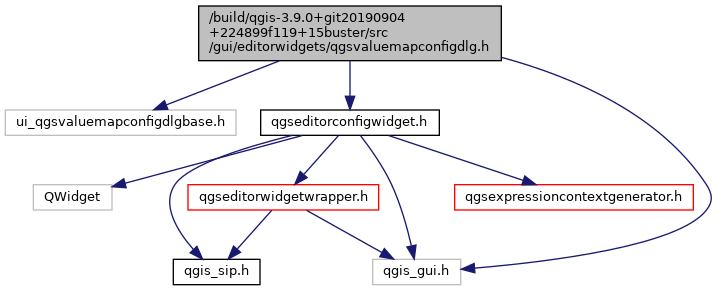 /build/qgis-3.9.0+git20190904
+224899f119+15buster/src
/gui/editorwidgets/qgsvaluemapconfigdlg.h
ui_qgsvaluemapconfigdlgbase.h
qgseditorconfigwidget.h
QWidget
qgseditorwidgetwrapper.h
qgsexpressioncontextgenerator.h
qgis_sip.h
qgis_gui.h